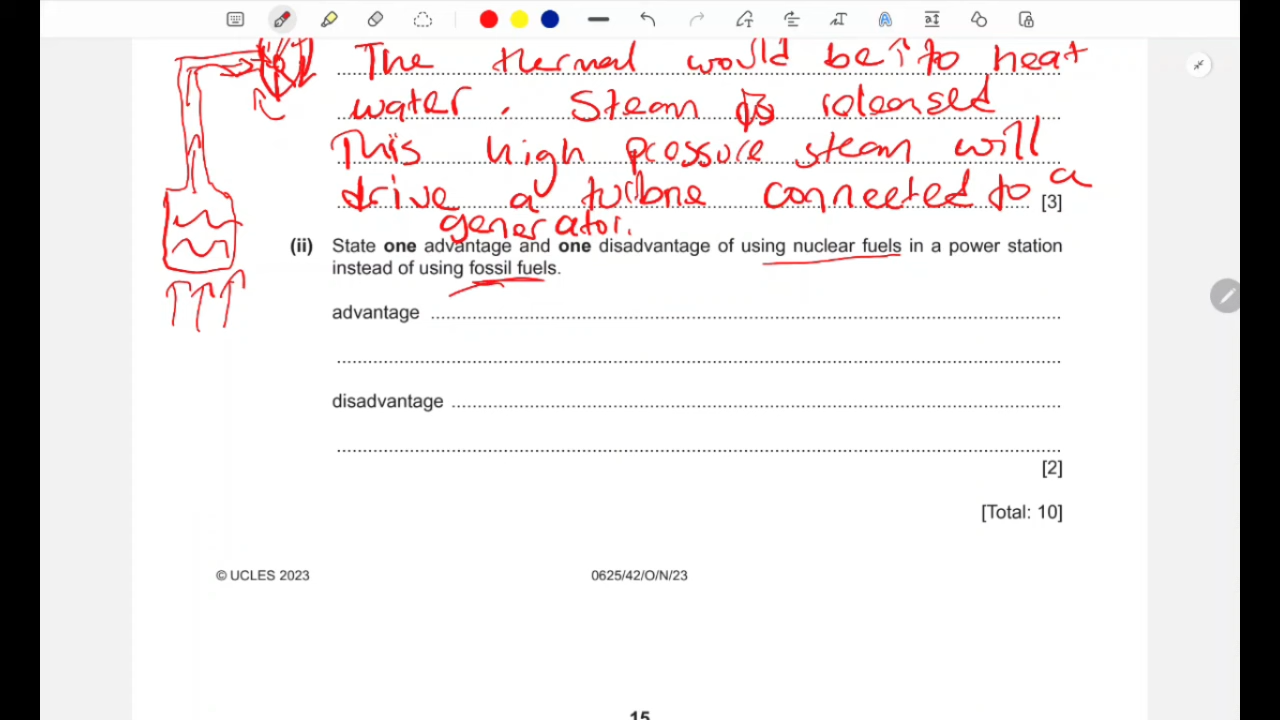 The thermal would be to heat
water. Steam is released
This high pressure steam will
drive a turbine connected to a [3]
generator.
(ii) State one advantage and one disadvantage of using nuclear fuels in a power station
instead of using fossil fuels.
advantage
disadvantage
[2]
[Total: 10]
© UCLES 2023 0625/42/O/N/23
15